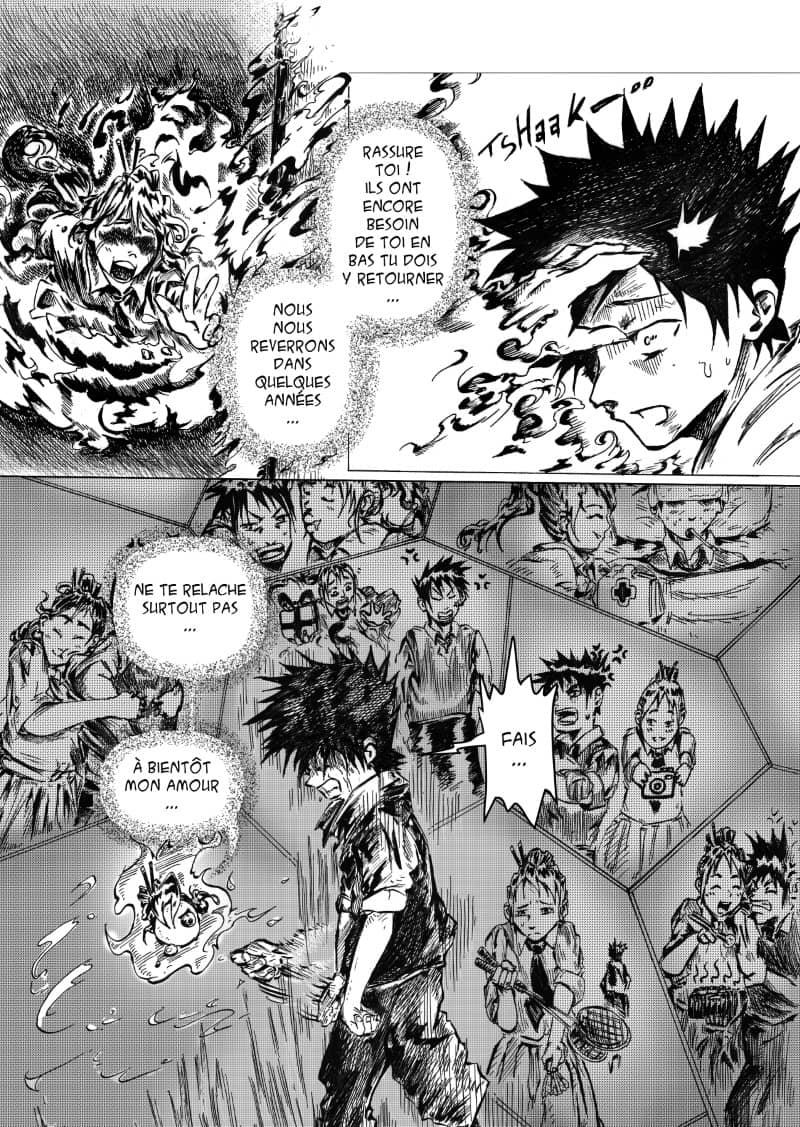 TSHAAK
RASSURE
TOI !
ILS ONT
ENCORE
BESOIN
DE TOI EN
BAS TU DOIS
Y RETOURNER
...
NOUS
NOUS
REVERRONS
DANS
QUELQUES
ANNÉES
...
NE TE RELACHE
SURTOUT PAS
...
FAIS
...
À BIENTÔT
MON AMOUR
...